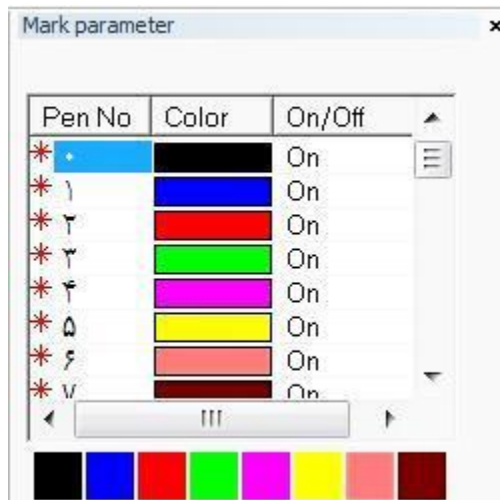 Mark parameter
Pen No Color On/Off
۰ On
۱ On
۲ On
۳ On
۴ On
۵ On
۶ On
۷ On